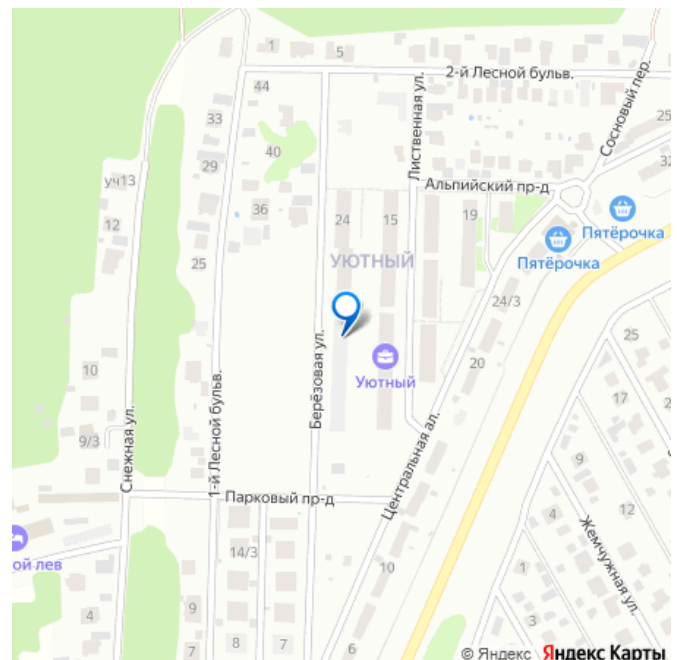 1
5
2-й Лесной бульв.
44
Лиственная ул.
Сосновый пер.
25
33
40
29
32
уч13
Альпийский пр-д
36
24
15
19
12
Пятёрочка
Пятёрочка
УЮТНЫЙ
25
24/3
25
Берёзовая ул.
20
10
Уютный
17
1-й Лесной бульв.
Снежная ул.
9/3
Центральная ал.
9
Парковый пр-д
12
4
Жемчужная ул.
ой лев
14/3
10
1
4
9
3
7
8
7
6
© Яндекс Яндекс Карты